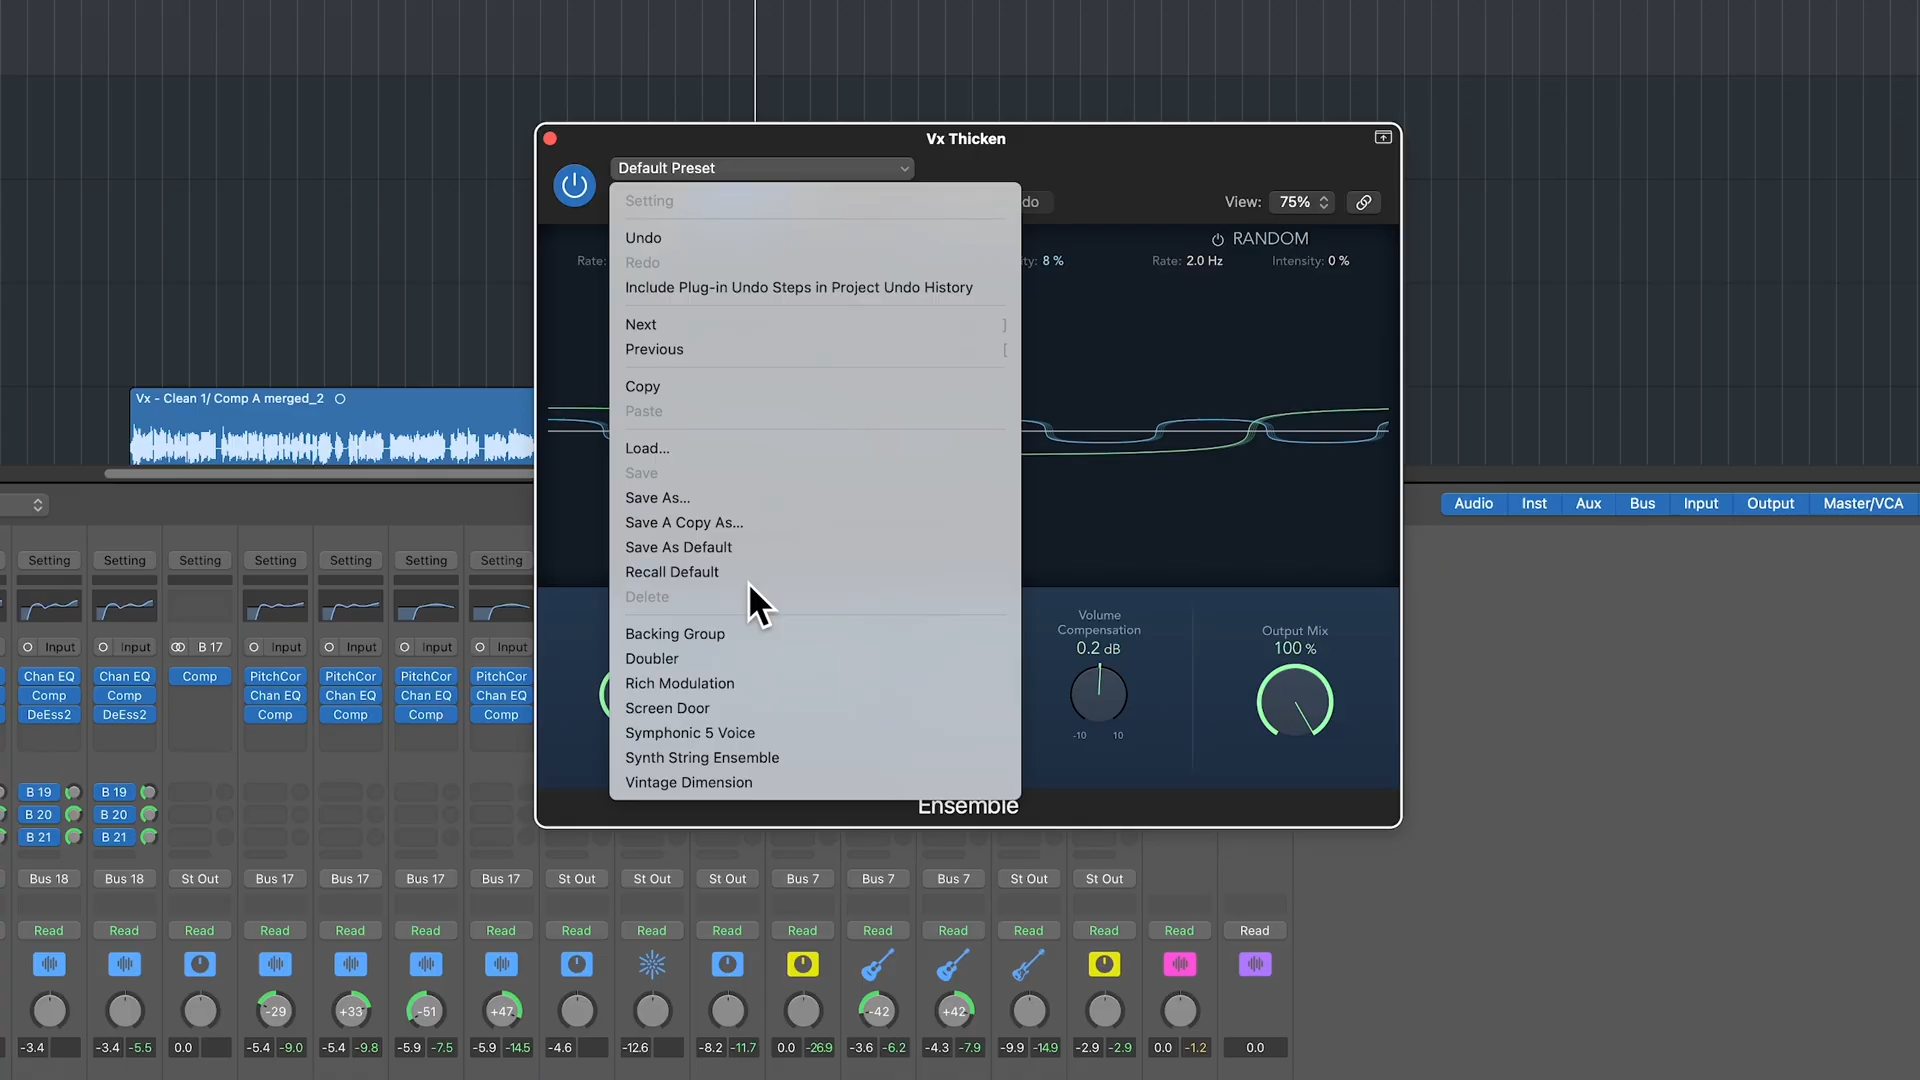 Vx Thicken
Default Preset
do
View: 75%
Setting
Undo
Redo
Include Plug-in Undo Steps in Project Undo History
Next ]
Previous [
Copy
Paste
Load...
Save
Save As...
Save A Copy As...
Save As Default
Recall Default
Delete
Backing Group
Doubler
Rich Modulation
Screen Door
Symphonic 5 Voice
Synth String Ensemble
Vintage Dimension
RANDOM
Rate:
ity: 8 %
Rate: 2.0 Hz Intensity: 0 %
Volume
Compensation
0.2 dB
-10 10
Output Mix
100 %
Ensemble
Vx - Clean 1/ Comp A merged_2
Audio Inst Aux Bus Input Output Master/VCA
Setting Setting Setting Setting Setting Setting Setting
Input Input B 17 Input Input Input Input
Chan EQ Chan EQ Comp PitchCor PitchCor PitchCor PitchCor
Comp Comp Chan EQ Chan EQ Chan EQ Chan EQ
DeEss2 DeEss2 Comp Comp Comp Comp
B 19 B 19
B 20 B 20
B 21 B 21
Bus 18 Bus 18 St Out Bus 17 Bus 17 Bus 17 Bus 17 St Out St Out St Out Bus 7 Bus 7 Bus 7 St Out St Out
Read Read Read Read Read Read Read Read Read Read Read Read Read Read Read Read Read
-29 +33 -51 +47 -42 +42
-3.4 -3.4 -5.5 0.0 -5.4 -9.0 -5.4 -9.8 -5.9 -7.5 -5.9 -14.5 -4.6 -12.6 -8.2 -11.7 0.0 -26.9 -3.6 -6.2 -4.3 -7.9 -9.9 -14.9 -2.9 -2.9 0.0 -1.2 0.0